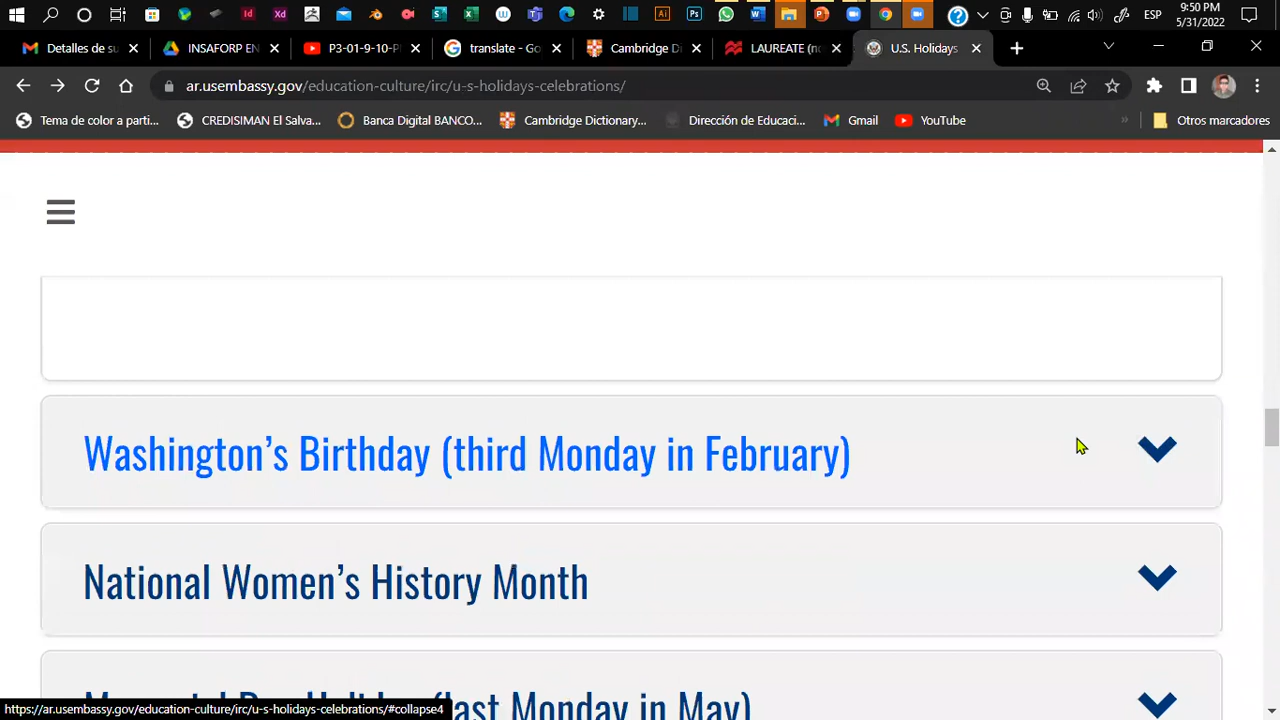 9:50 PM
ESP
5/31/2022
Detalles de su
INSAFORP EN
P3-01-9-10-P
translate - Go
Cambridge D
LAUREATE (n
U.S. Holidays
ar.usembassy.gov/education-culture/irc/u-s-holidays-celebrations/
Tema de color a parti...
CREDISIMAN El Salva...
Banca Digital BANCO...
Cambridge Dictionary...
Dirección de Educaci...
Gmail
YouTube
Otros marcadores
Washington's Birthday (third Monday in February)
National Women's History Month
(last Monday in May)
https://ar.usembassy.gov/education-culture/irc/u-s-holidays-celebrations/#collapse4